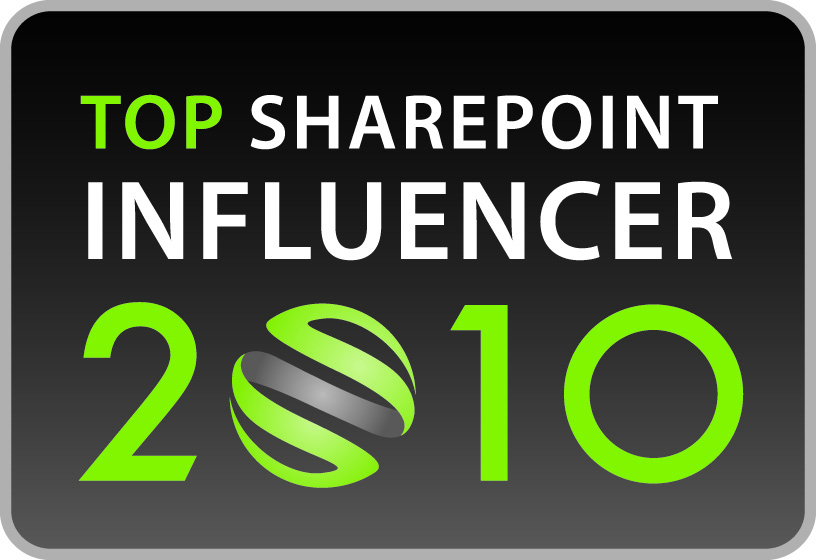 TOP SHAREPOINT
INFLUENCER
2010